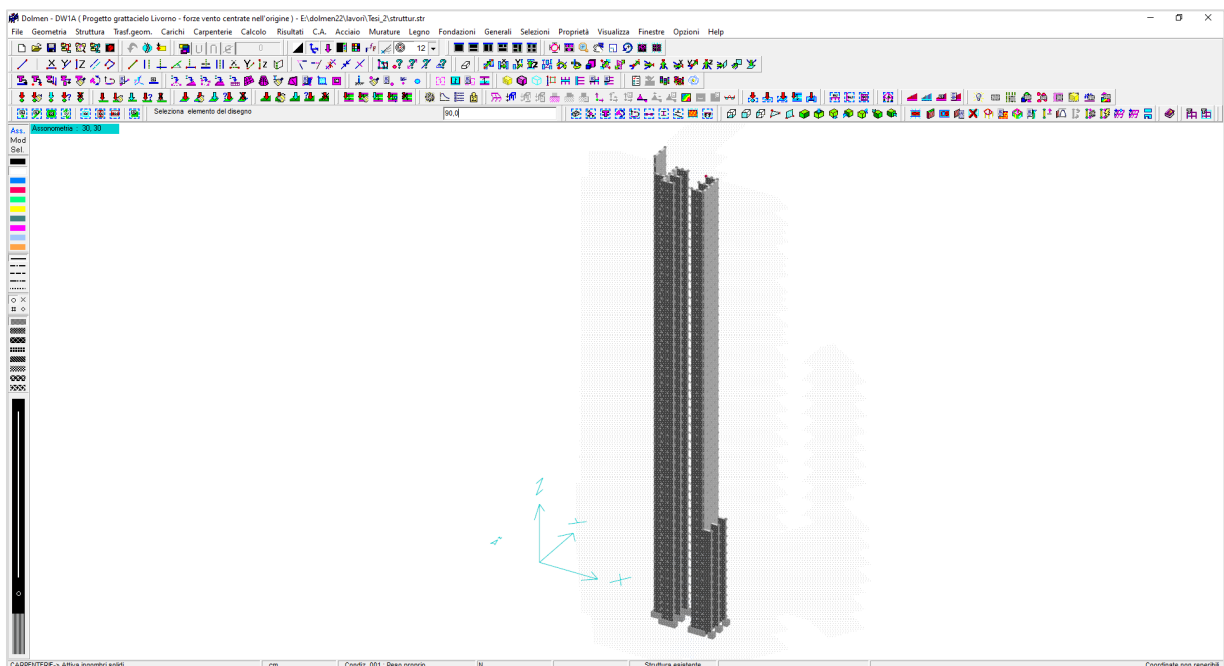 Dolmen - DW1A ( Progetto grattacielo Livorno - forze vento centrate nell'origine ) - E:\dolmen22\lavori\Tesi_2\struttur.str
File Geometria Struttura Trasf.geom. Carichi Carpenterie Calcolo Risultati C.A. Acciaio Murature Legno Fondazioni Generali Selezioni Proprietà Visualizza Finestre Opzioni Help
0 12
Seleziona elemento del disegno 90,0
Ass. Assonometria : 30, 30
Mod
Sel.
Z
Y
X
CARPENTERIE-> Attiva ingombri solidi cm Condiz. 001 : Peso proprio N Struttura esistente Coordinate non reperibili